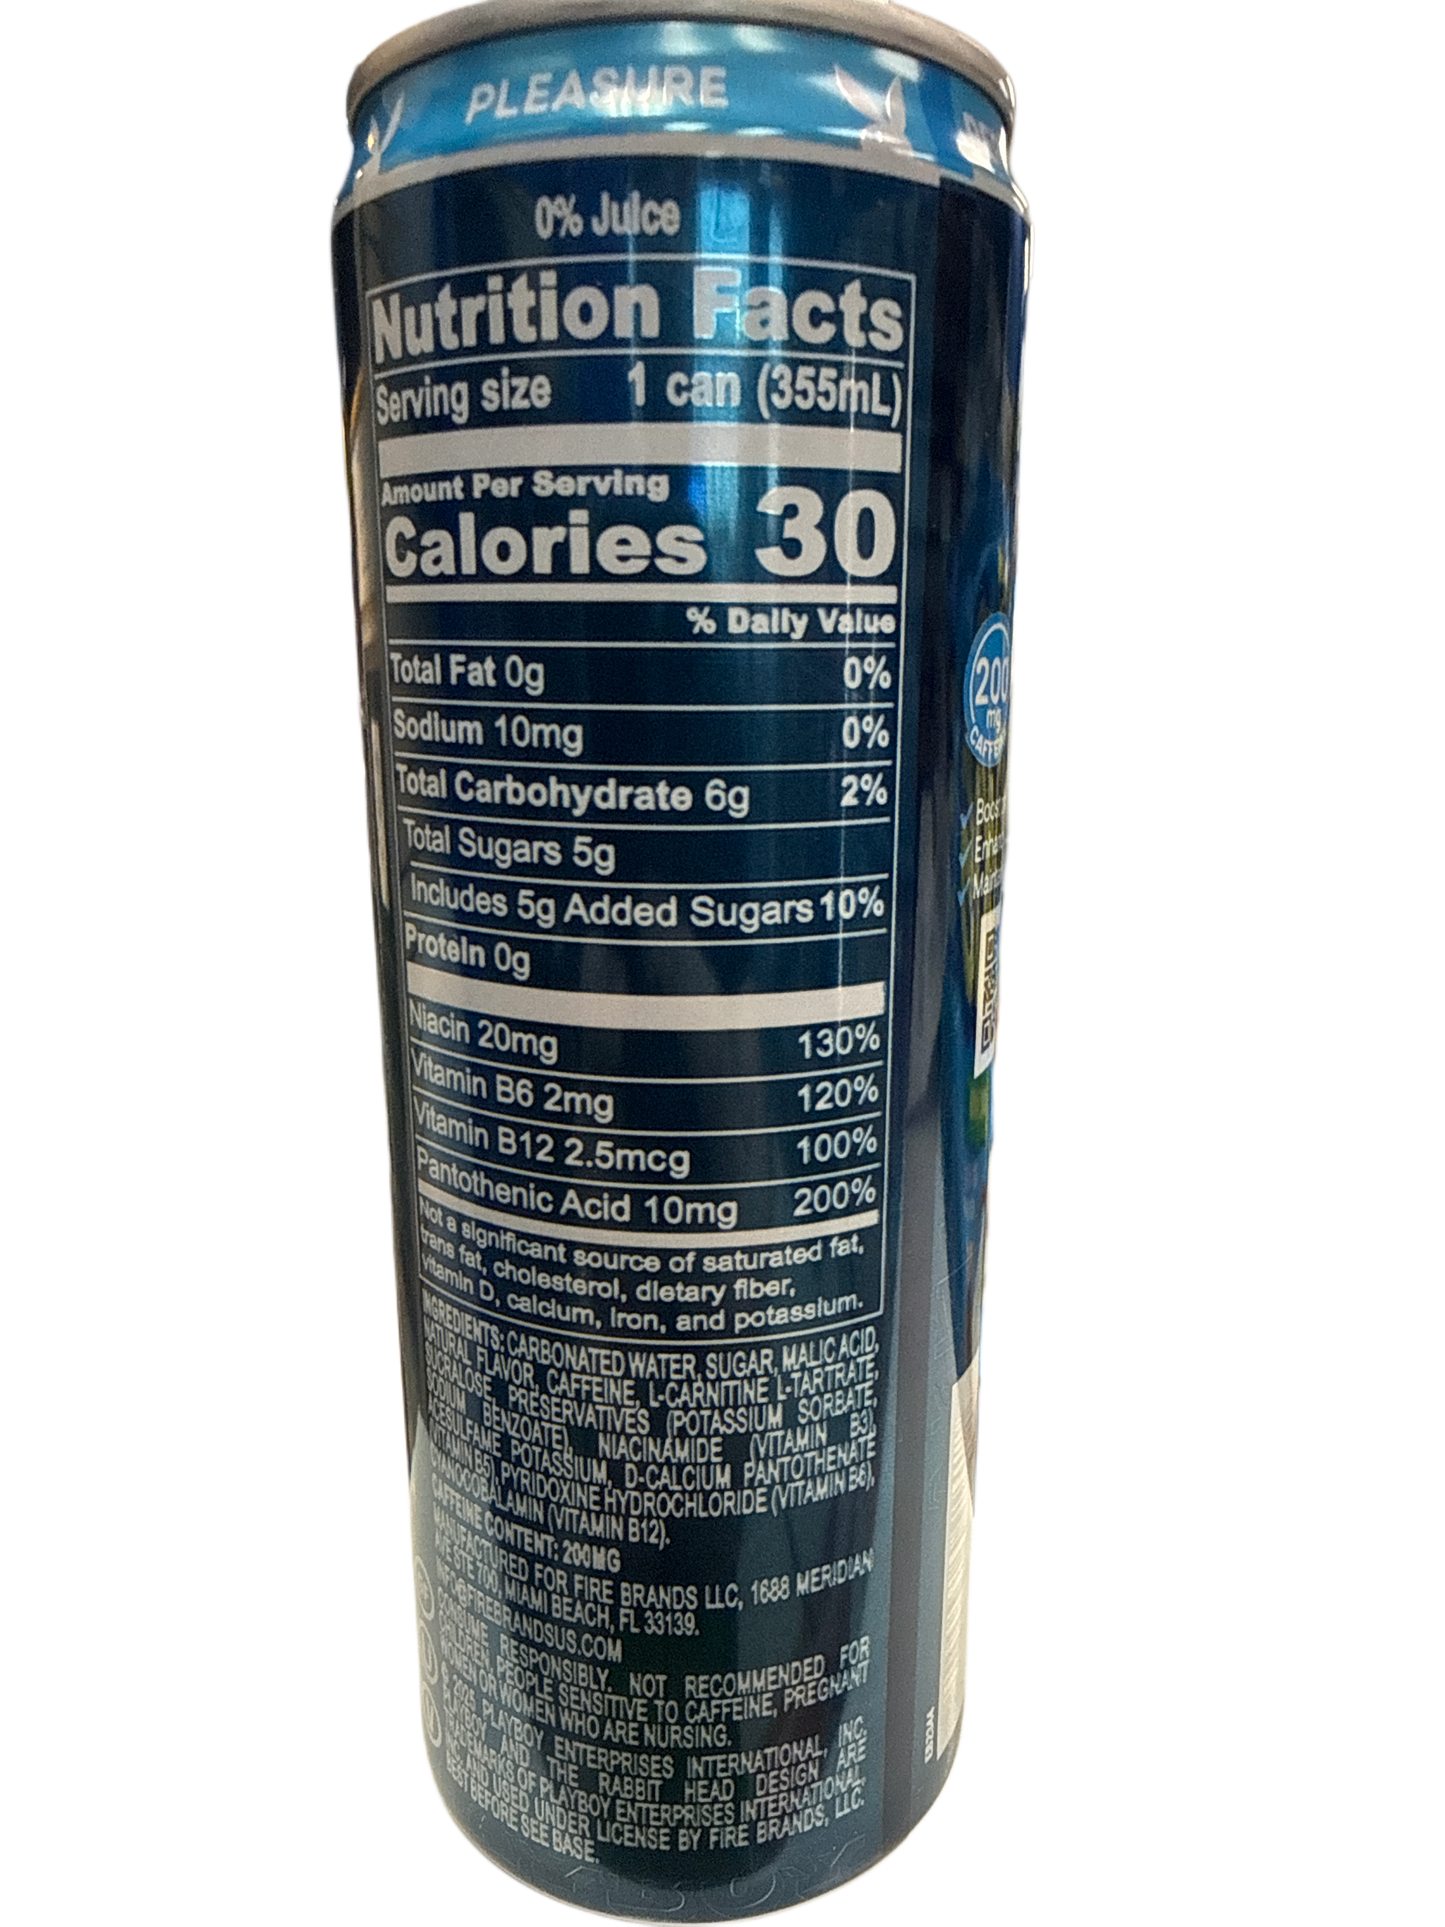 PLEASURE
0% Juice
Nutrition Facts
Serving size 1 can (355mL)
Amount Per Serving
Calories 30
% Daily Value
Total Fat 0g 0%
Sodium 10mg 0%
Total Carbohydrate 6g 2%
Total Sugars 5g
Includes 5g Added Sugars 10%
Protein 0g
Niacin 20mg 130%
Vitamin B6 2mg 120%
Vitamin B12 2.5mcg 100%
Pantothenic Acid 10mg 200%
Not a significant source of saturated fat,
trans fat, cholesterol, dietary fiber,
vitamin D, calcium, iron, and potassium.
INGREDIENTS: CARBONATED WATER, SUGAR, MALIC ACID,
NATURAL FLAVOR, CAFFEINE, L-CARNITINE L-TARTRATE,
SUCRALOSE, PRESERVATIVES (POTASSIUM SORBATE,
SODIUM BENZOATE), NIACINAMIDE (VITAMIN B3),
ACESULFAME POTASSIUM, D-CALCIUM PANTOTHENATE
(VITAMIN B5), PYRIDOXINE HYDROCHLORIDE (VITAMIN B6),
CYANOCOBALAMIN (VITAMIN B12).
CAFFEINE CONTENT: 200MG
MANUFACTURED FOR FIRE BRANDS LLC, 1688 MERIDIAN
AVE STE 700, MIAMI BEACH, FL 33139.
INFO@FIREBRANDSUS.COM
CONSUME RESPONSIBLY. NOT RECOMMENDED FOR
CHILDREN, PEOPLE SENSITIVE TO CAFFEINE, PREGNANT
WOMEN OR WOMEN WHO ARE NURSING.
© 2025 PLAYBOY ENTERPRISES INTERNATIONAL, INC.
PLAYBOY AND THE RABBIT HEAD DESIGN ARE
TRADEMARKS OF PLAYBOY ENTERPRISES INTERNATIONAL,
INC. AND USED UNDER LICENSE BY FIRE BRANDS, LLC.
BEST BEFORE SEE BASE.
200
mg